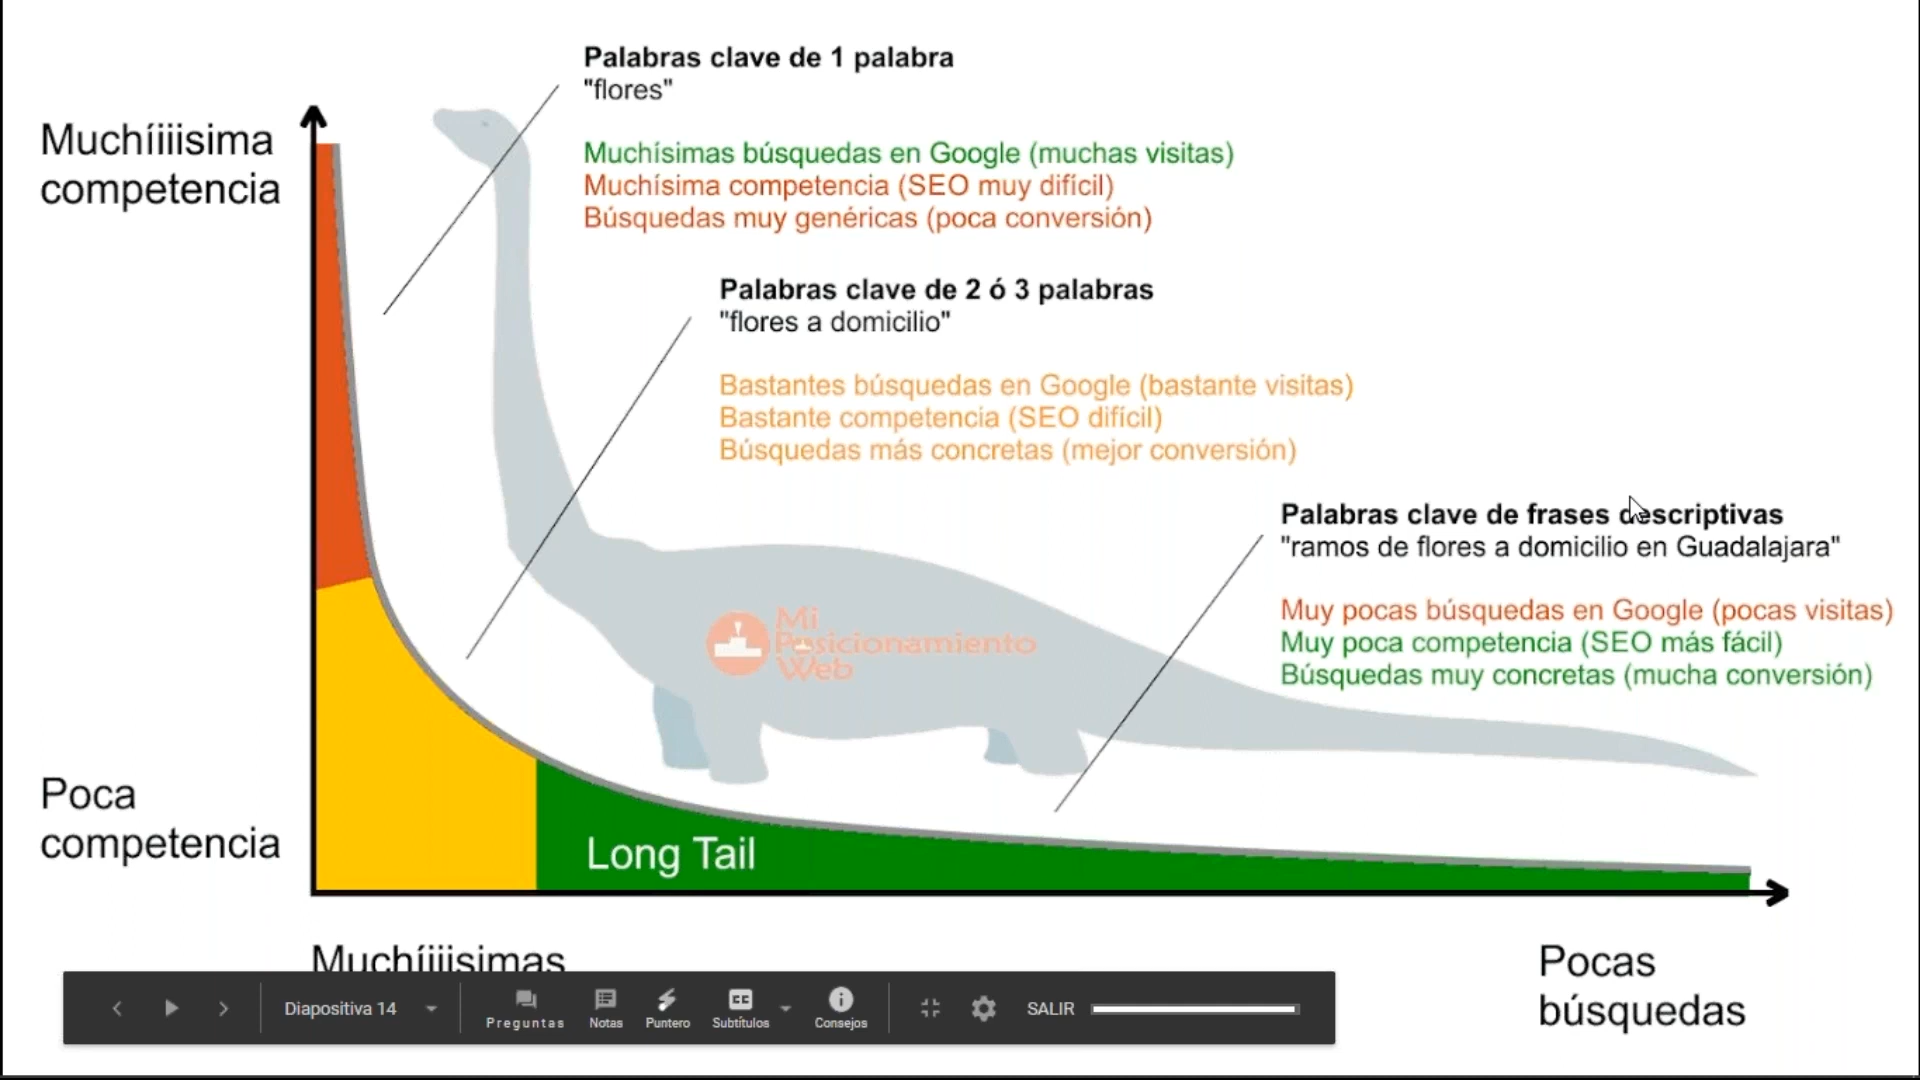 Palabras clave de 1 palabra
"flores"
Muchísimas búsquedas en Google (muchas visitas)
Muchísima competencia (SEO muy difícil)
Búsquedas muy genéricas (poca conversión)
Muchíiiisima
competencia
Palabras clave de 2 ó 3 palabras
"flores a domicilio"
Bastantes búsquedas en Google (bastante visitas)
Bastante competencia (SEO difícil)
Búsquedas más concretas (mejor conversión)
Palabras clave de frases descriptivas
"ramos de flores a domicilio en Guadalajara"
Muy pocas búsquedas en Google (pocas visitas)
Muy poca competencia (SEO más fácil)
Búsquedas muy concretas (mucha conversión)
Mi
Posicionamiento
Web
Poca
competencia
Long Tail
Muchíiiisimas
Pocas
búsquedas
Diapositiva 14
Preguntas
Notas
Puntero
CC
Subtítulos
Consejos
SALIR